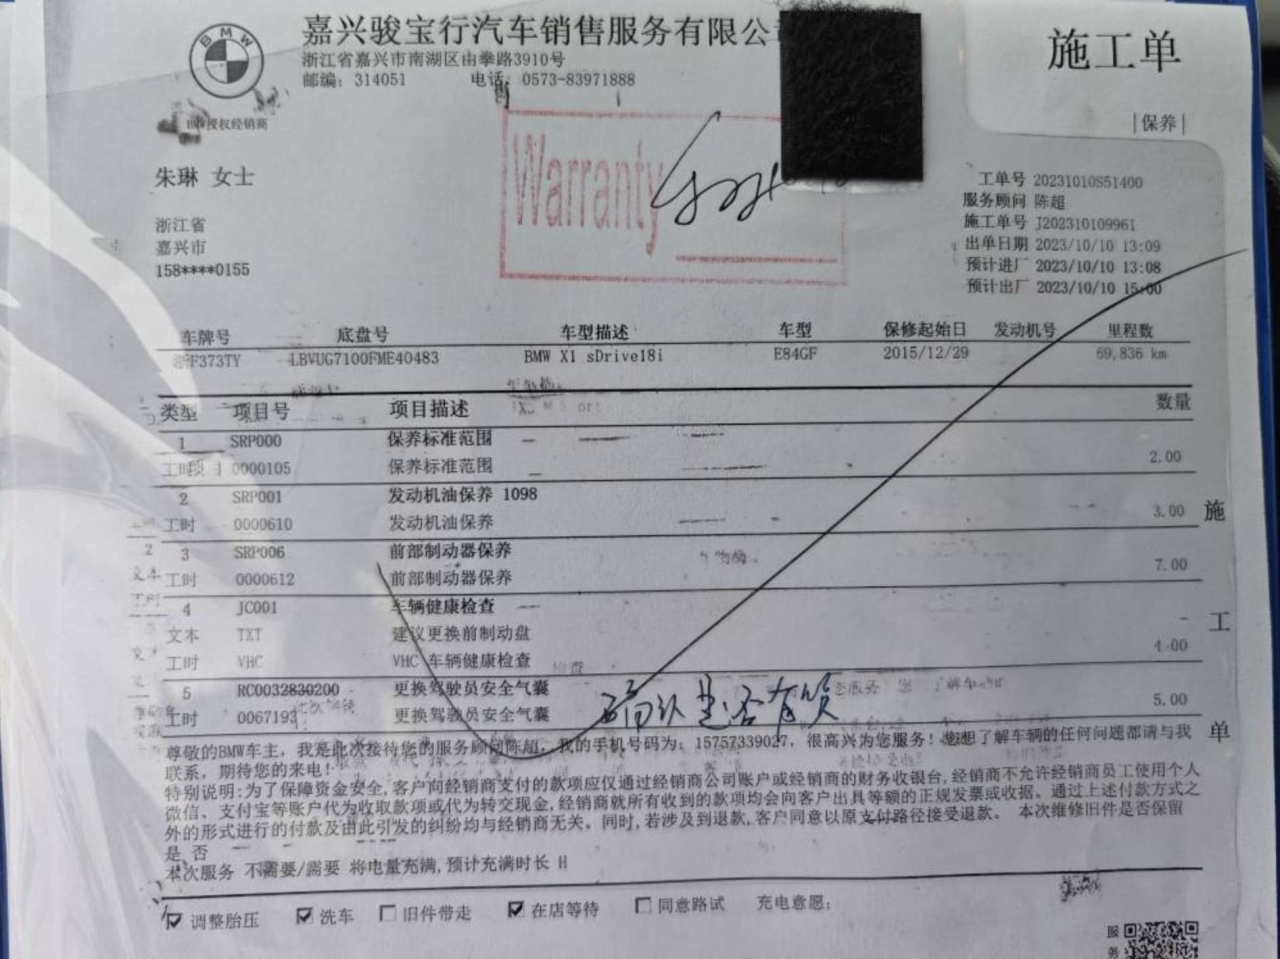 嘉兴骏宝行汽车销售服务有限公
浙江省嘉兴市南湖区由拳路3910号
邮编: 314051 电话: 0573-83971888
BMW
BMW授权经销商
施工单
|保养|
Warranty
朱琳 女士
浙江省
嘉兴市
158****0155
工单号 20231010S51400
服务顾问 陈超
施工单号 J202310109961
出单日期 2023/10/10 13:09
预计进厂 2023/10/10 13:08
预计出厂 2023/10/10 15:00
车牌号 底盘号 车型描述 车型 保修起始日 发动机号 里程数
浙F373TY LBVUG7100FME40483 BMW X1 sDrive18i E84GF 2015/12/29 69,836 km
类型 项目号 项目描述 数量
1 SRP000 保养标准范围
工时 0000105 保养标准范围 2.00
2 SRP001 发动机油保养 1098
工时 0000610 发动机油保养 3.00
3 SRP006 前部制动器保养
工时 0000612 前部制动器保养 7.00
4 JC001 车辆健康检查
文本 TXT 建议更换前制动盘 -
工时 VHC VHC 车辆健康检查 4.00
5 RC0032830200 更换驾驶员安全气囊
工时 0067193 更换驾驶员安全气囊 5.00
确认是否有货
施
工
单
尊敬的BMW车主, 我是此次接待您的服务顾问陈超, 我的手机号码为: 15757339027, 很高兴为您服务! 您想了解车辆的任何问题都请与我
联系, 期待您的来电!
特别说明:为了保障资金安全, 客户向经销商支付的款项应仅通过经销商公司账户或经销商的财务收银台, 经销商不允许经销商员工使用个人
微信、支付宝等账户代为收取款项或代为转交现金, 经销商就所有收到的款项均会向客户出具等额的正规发票或收据。通过上述付款方式之
外的形式进行的付款及由此引发的纠纷均与经销商无关。同时, 若涉及到退款, 客户同意以原支付路径接受退款。 本次维修旧件是否保留
是 否
本次服务 不需要/需要 将电量充满, 预计充满时长 H
调整胎压 洗车 旧件带走 在店等待 同意路试 充电意愿:
服
务